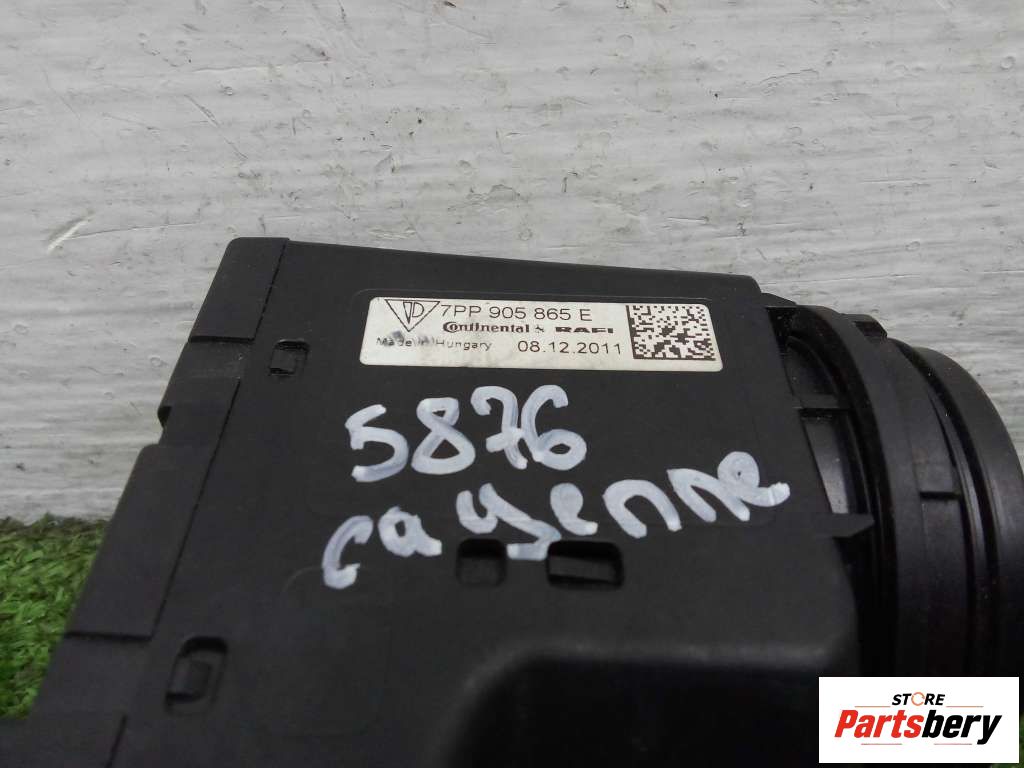 7PP 905 865 E
Continental & RAFI
Made in Hungary 08.12.2011
5876
cayenne
STORE
Partsbery